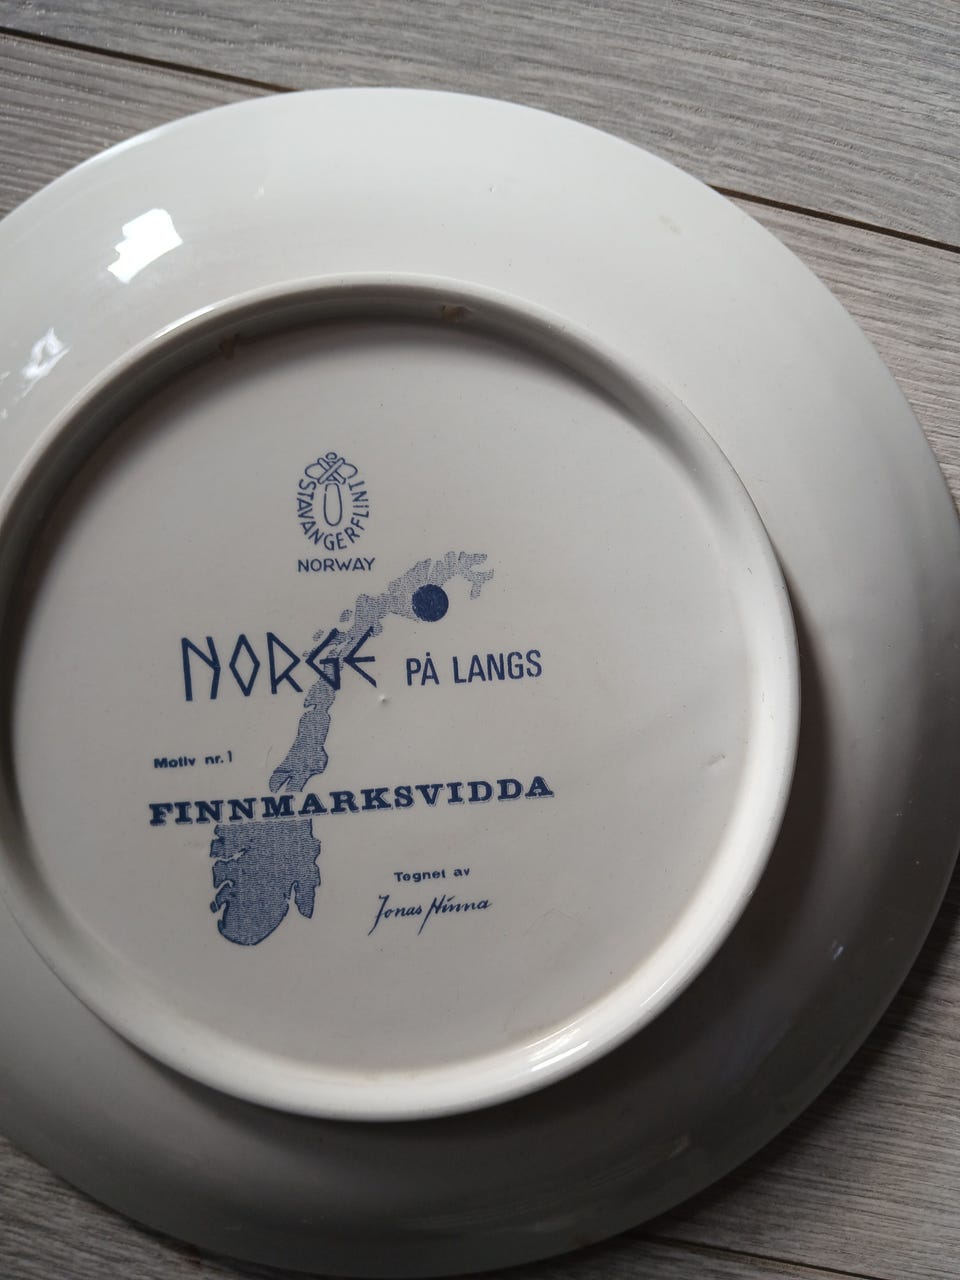 STAVANGERFLINT
NORWAY
NORGE PÅ LANGS
Motiv nr.1
FINNMARKSVIDDA
Tegnet av
Jonas Hinna